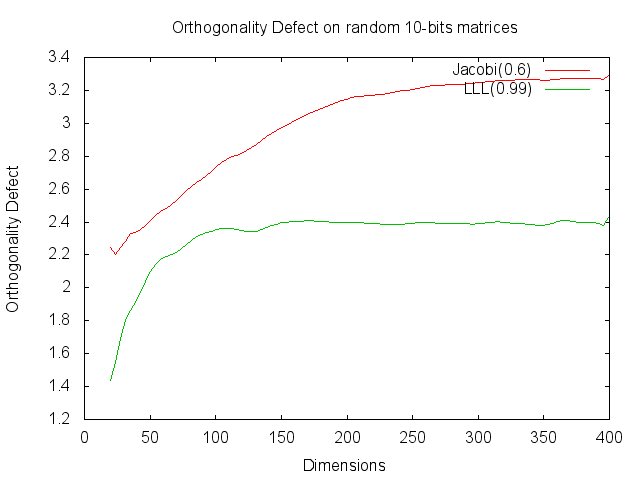 Orthogonality Defect on random 10-bits matrices
3.4
3.2
3
2.8
2.6
2.4
2.2
2
1.8
1.6
1.4
1.2
Orthogonality Defect
Jacobi(0.6)
LLL(0.99)
0 50 100 150 200 250 300 350 400
Dimensions